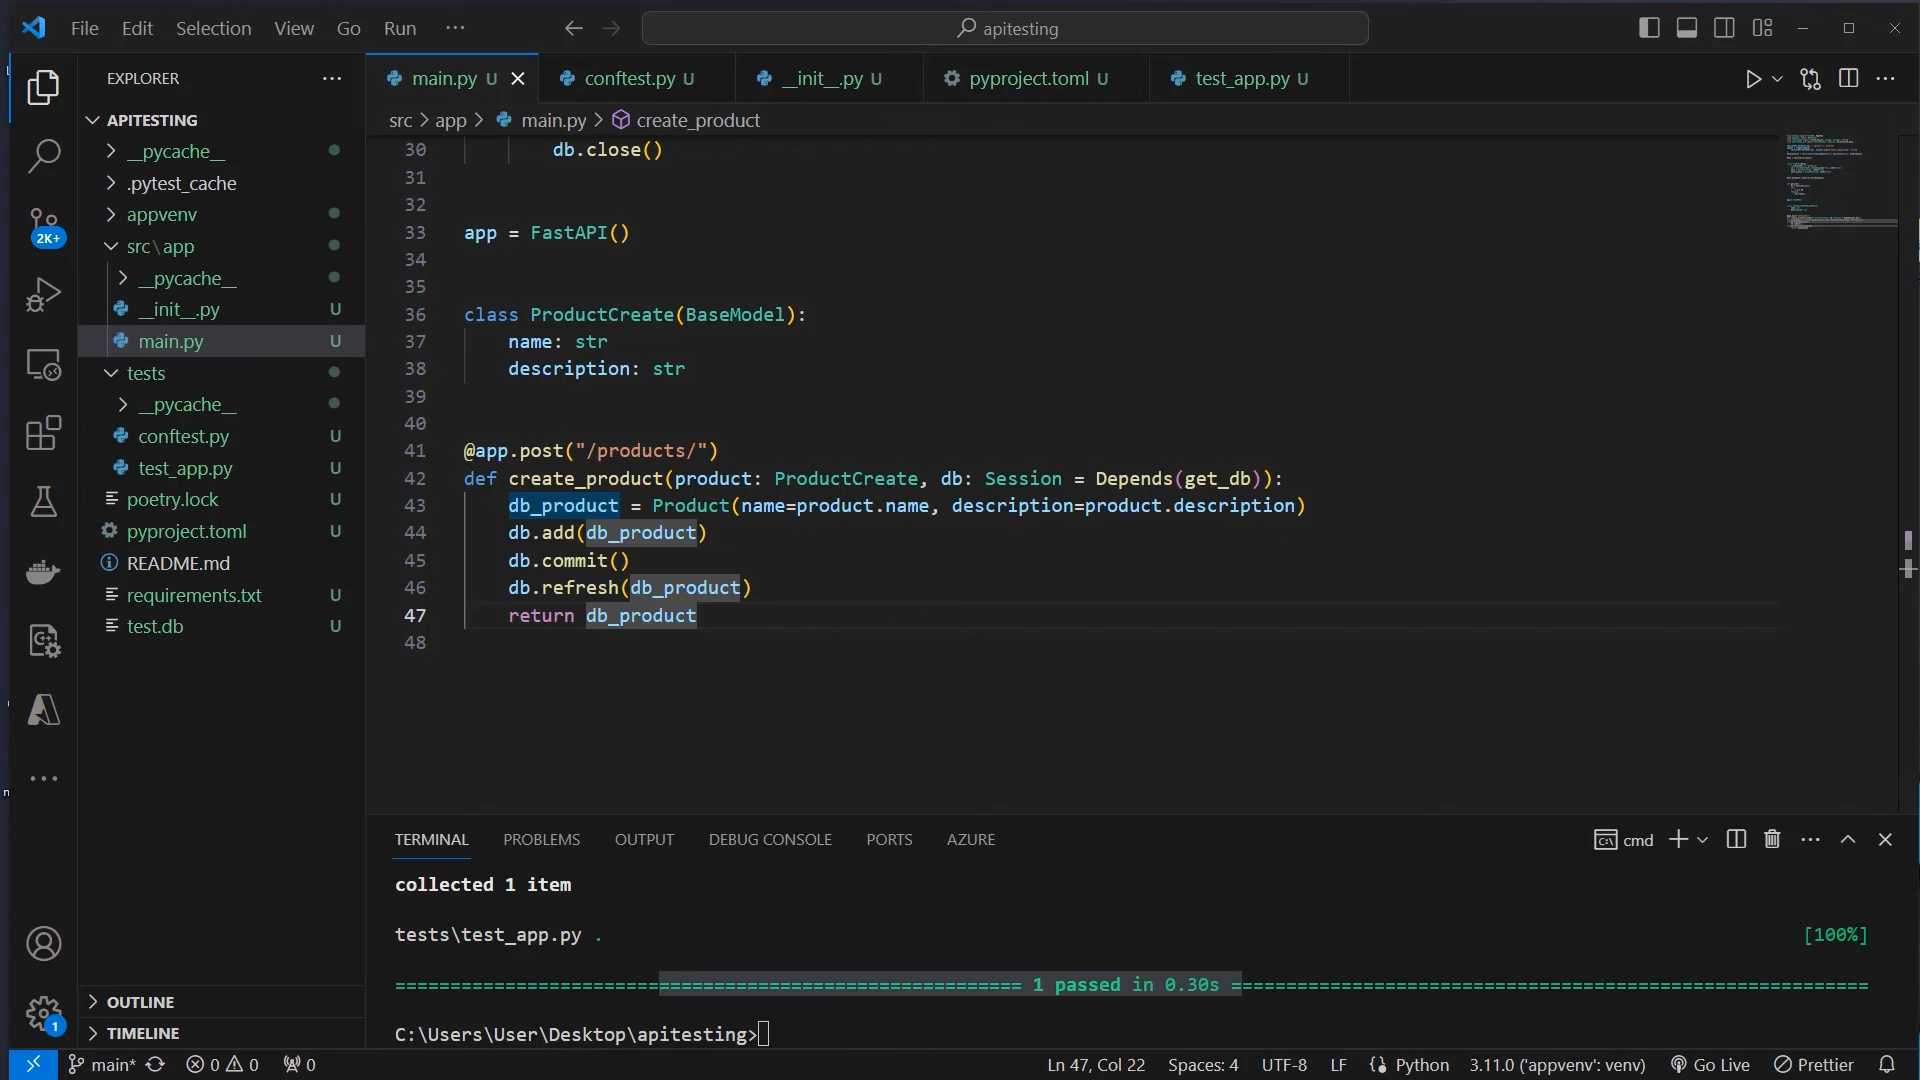 File Edit Selection View Go Run ···
apitesting
EXPLORER
main.py U
conftest.py U
__init__.py U
pyproject.toml U
test_app.py U
src > app > main.py > create_product
APITESTING
__pycache__
.pytest_cache
appvenv
src\app
__pycache__
__init__.py U
main.py U
tests
__pycache__
conftest.py U
test_app.py U
poetry.lock U
pyproject.toml U
README.md
requirements.txt U
test.db U
OUTLINE
TIMELINE
2K+
1
30 db.close()
31
32
33 app = FastAPI()
34
35
36 class ProductCreate(BaseModel):
37 name: str
38 description: str
39
40
41 @app.post("/products/")
42 def create_product(product: ProductCreate, db: Session = Depends(get_db)):
43 db_product = Product(name=product.name, description=product.description)
44 db.add(db_product)
45 db.commit()
46 db.refresh(db_product)
47 return db_product
48
TERMINAL PROBLEMS OUTPUT DEBUG CONSOLE PORTS AZURE
cmd
collected 1 item
tests\test_app.py . [100%]
1 passed in 0.30s
C:\Users\User\Desktop\apitesting>
main* 0 0 0
Ln 47, Col 22 Spaces: 4 UTF-8 LF Python 3.11.0 ('appvenv': venv) Go Live Prettier